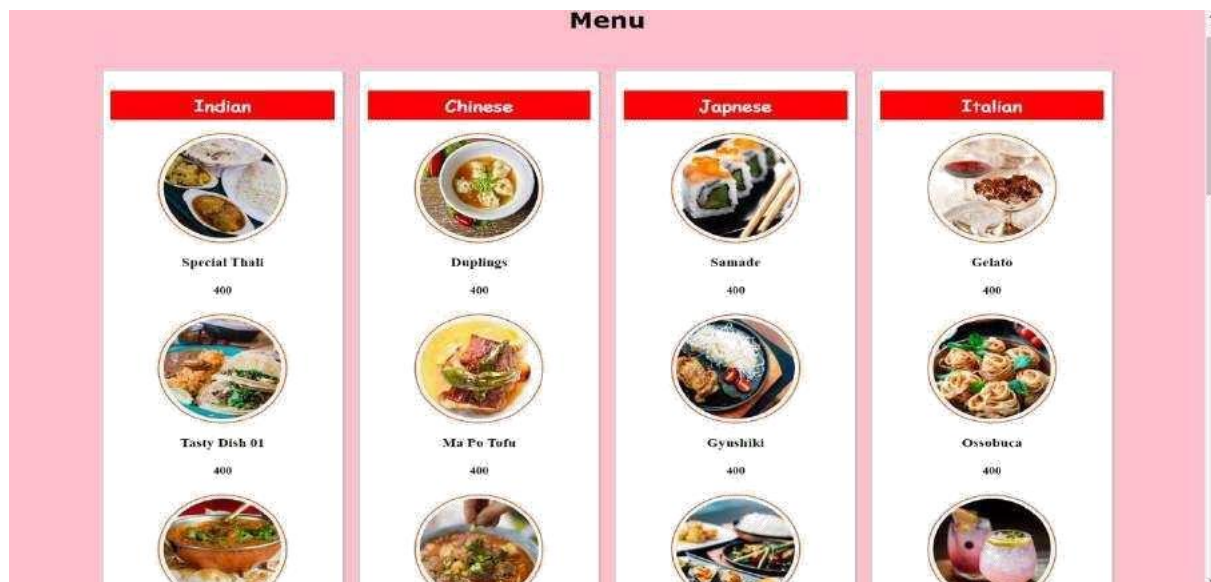 Menu
Indian
Special Thali
400
Tasty Dish 01
400
Chinese
Duplings
400
Ma Po Tofu
400
Japnese
Samade
400
Gyushiki
400
Italian
Gelato
400
Ossobuca
400